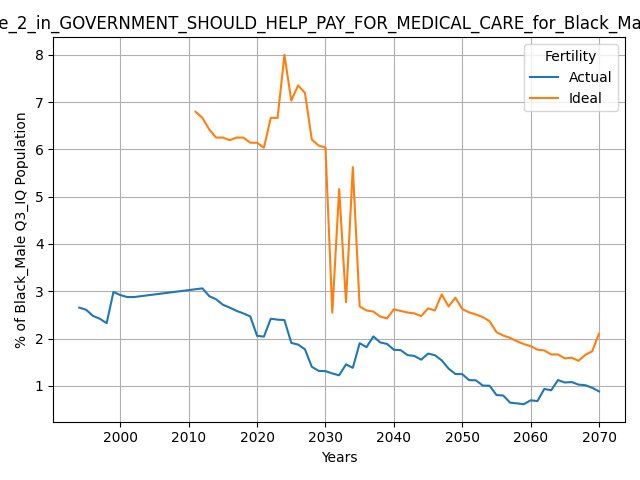 e_2_in_GOVERNMENT_SHOULD_HELP_PAY_FOR_MEDICAL_CARE_for_Black_Ma
Fertility
Actual
Ideal
% of Black_Male Q3_IQ Population
8
7
6
5
4
3
2
1
2000
2010
2020
2030
2040
2050
2060
2070
Years